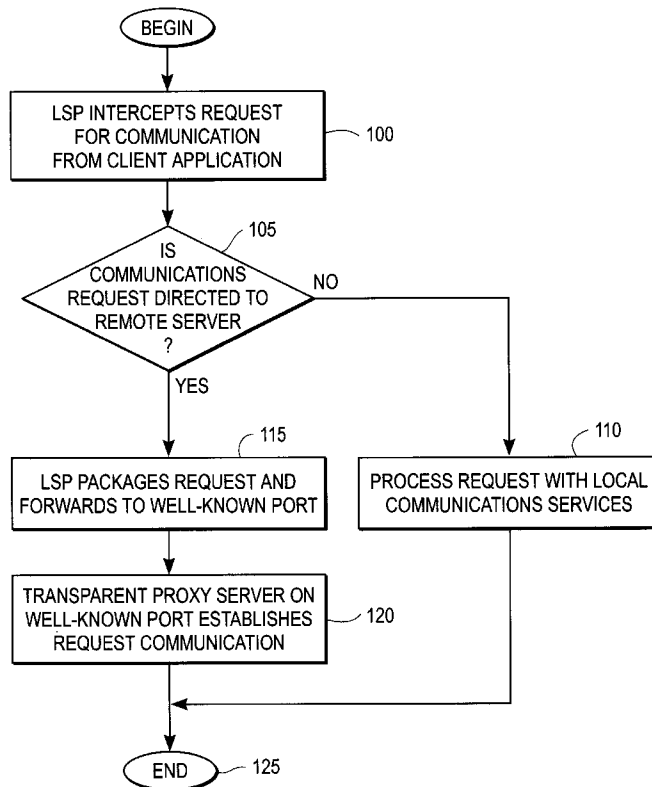 BEGIN
LSP INTERCEPTS REQUEST
FOR COMMUNICATION
FROM CLIENT APPLICATION
100
105
IS
COMMUNICATIONS
REQUEST DIRECTED TO
REMOTE SERVER
?
NO
YES
115
LSP PACKAGES REQUEST AND
FORWARDS TO WELL-KNOWN PORT
110
PROCESS REQUEST WITH LOCAL
COMMUNICATIONS SERVICES
TRANSPARENT PROXY SERVER ON
WELL-KNOWN PORT ESTABLISHES
REQUEST COMMUNICATION
120
END
125